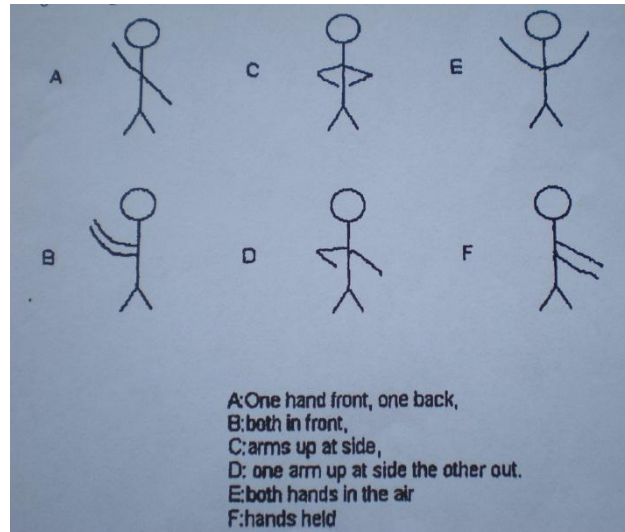 A
C
E
B
D
F
A:One hand front, one back,
B:both in front,
C:arms up at side,
D: one arm up at side the other out.
E:both hands in the air
F:hands held